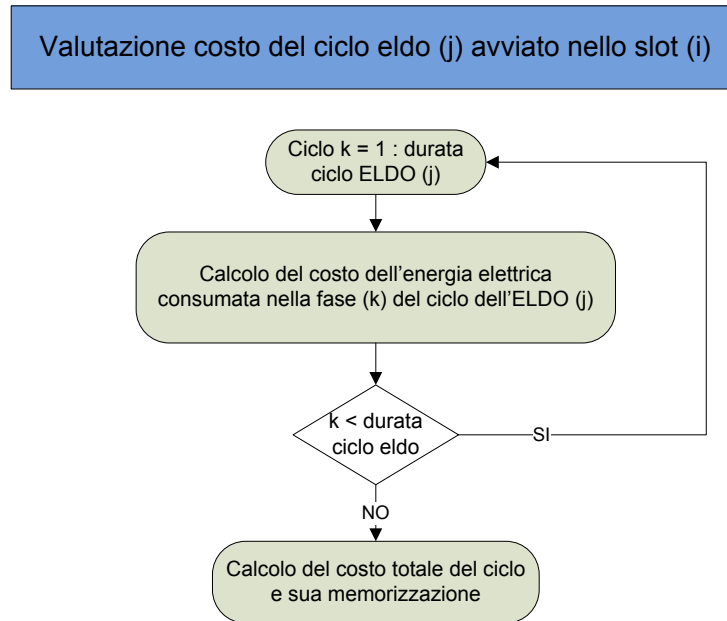 Valutazione costo del ciclo eldo (j) avviato nello slot (i)
Ciclo k = 1 : durata
ciclo ELDO (j)
Calcolo del costo dell'energia elettrica
consumata nella fase (k) del ciclo dell'ELDO (j)
k < durata
ciclo eldo
SI
NO
Calcolo del costo totale del ciclo
e sua memorizzazione